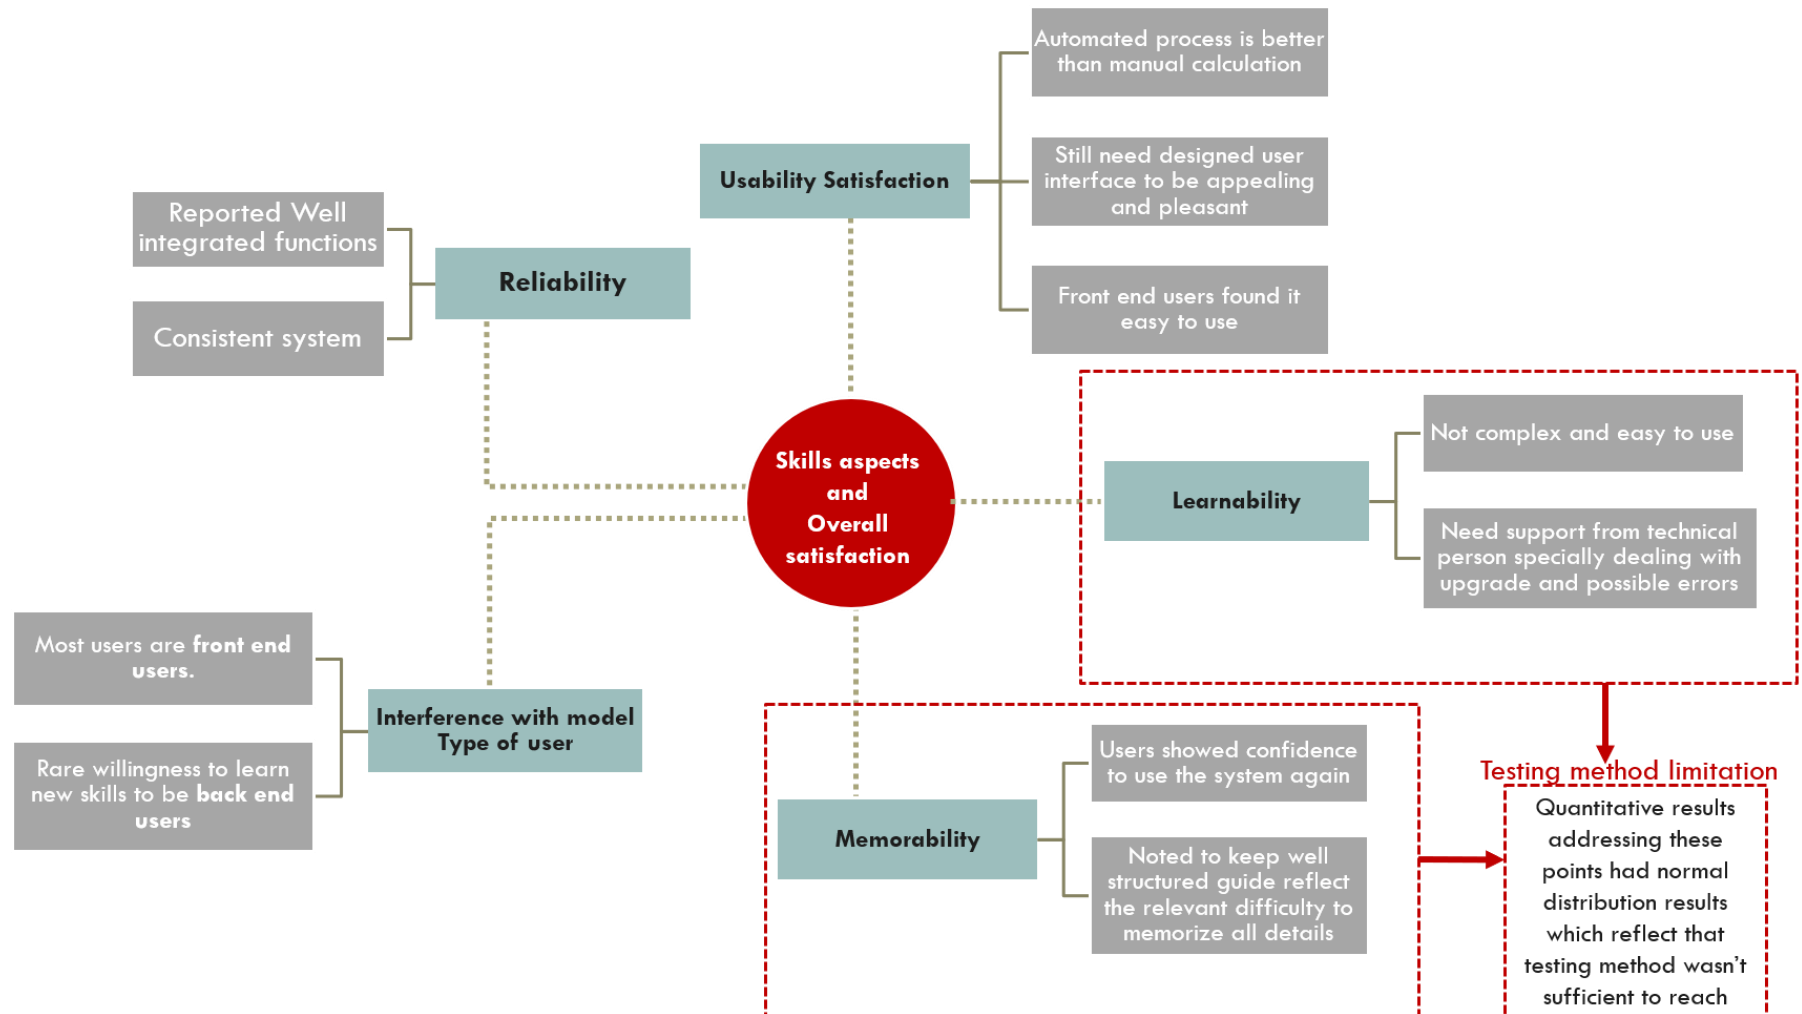 Automated process is better
than manual calculation
Still need designed user
interface to be appealing
and pleasant
Front end users found it
easy to use
Usability Satisfaction
Reported Well
integrated functions
Consistent system
Reliability
Skills aspects
and
Overall
satisfaction
Not complex and easy to use
Need support from technical
person specially dealing with
upgrade and possible errors
Learnability
Most users are front end
users.
Rare willingness to learn
new skills to be back end
users
Interference with model
Type of user
Users showed confidence
to use the system again
Noted to keep well
structured guide reflect
the relevant difficulty to
memorize all details
Memorability
Testing method limitation
Quantitative results
addressing these
points had normal
distribution results
which reflect that
testing method wasn’t
sufficient to reach